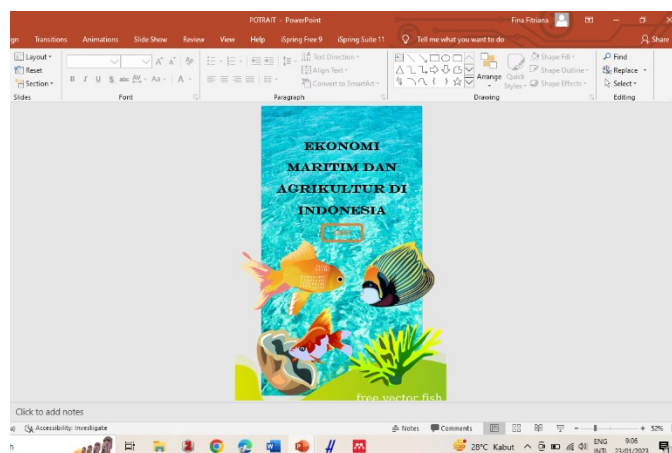 POTRAIT - PowerPoint
Fina Fitriana
gn Transitions Animations Slide Show Review View Help iSpring Free 9 iSpring Suite 11 Tell me what you want to do Share
Layout
Reset
Section
Slides
Font
Text Direction
Align Text
Convert to SmartArt
Paragraph
Arrange
Quick
Styles
Shape Fill
Shape Outline
Shape Effects
Drawing
Find
Replace
Select
Editing
EKONOMI
MARITIM DAN
AGRIKULTUR DI
INDONESIA
free vector fish
Click to add notes
Accessibility: Investigate
Notes
Comments
52%
28°C Kabut
ENG
INTL
9:06
23/01/2023